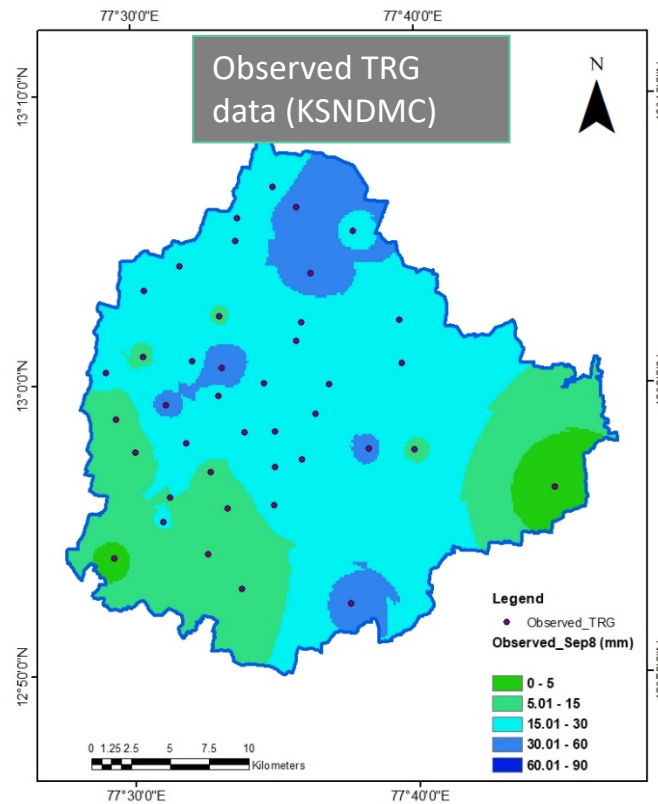 77°30'0"E 77°40'0"E
Observed TRG
data (KSNDMC)
N
13°10'0"N
13°0'0"N
12°50'0"N
Legend
Observed_TRG
Observed_Sep8 (mm)
0 - 5
5.01 - 15
15.01 - 30
30.01 - 60
60.01 - 90
0 1.25 2.5 5 7.5 10
Kilometers
77°30'0"E 77°40'0"E